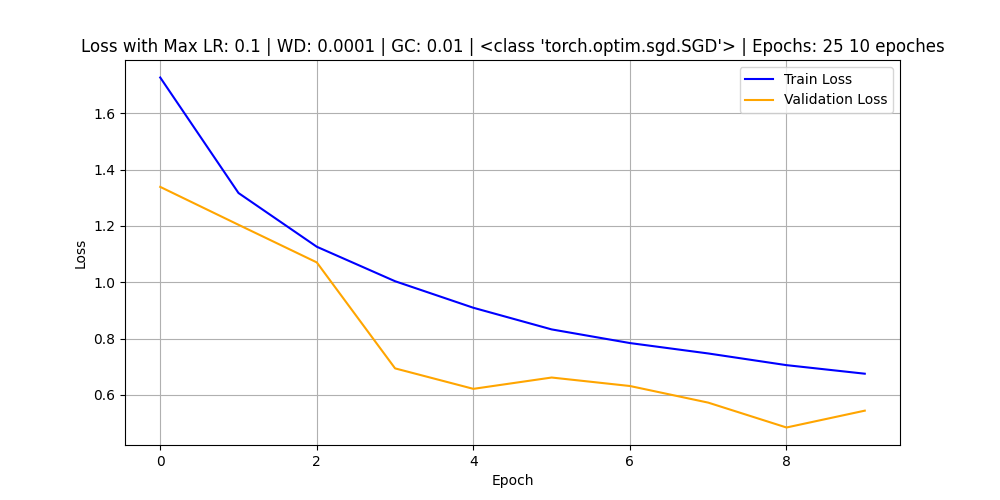 Loss with Max LR: 0.1 | WD: 0.0001 | GC: 0.01 | <class 'torch.optim.sgd.SGD'> | Epochs: 25 10 epoches
Train Loss
Validation Loss
Loss
1.6
1.4
1.2
1.0
0.8
0.6
0 2 4 6 8
Epoch